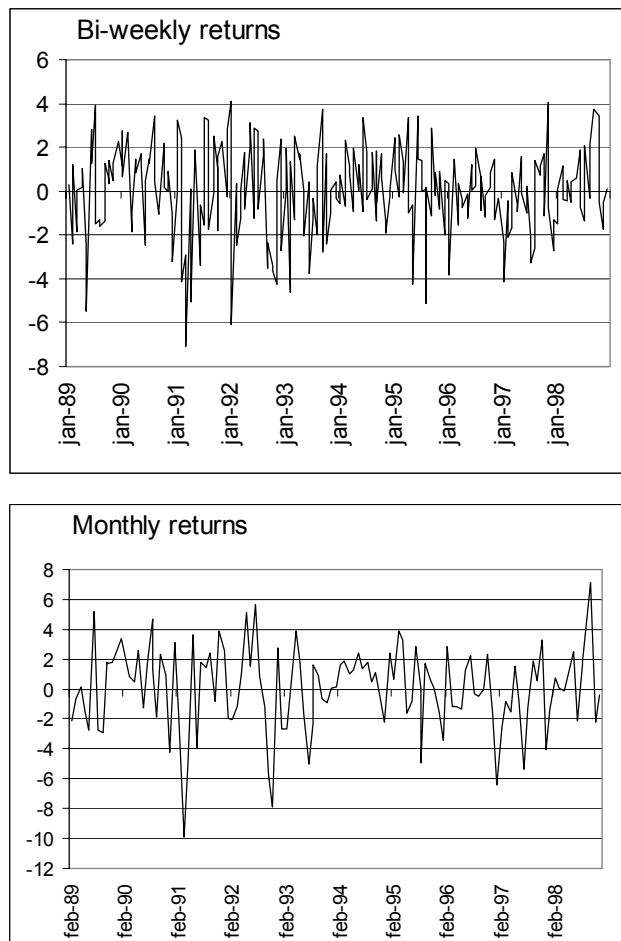 Bi-weekly returns
6
4
2
0
-2
-4
-6
-8
jan-89
jan-90
jan-91
jan-92
jan-93
jan-94
jan-95
jan-96
jan-97
jan-98
Monthly returns
8
6
4
2
0
-2
-4
-6
-8
-10
-12
feb-89
feb-90
feb-91
feb-92
feb-93
feb-94
feb-95
feb-96
feb-97
feb-98